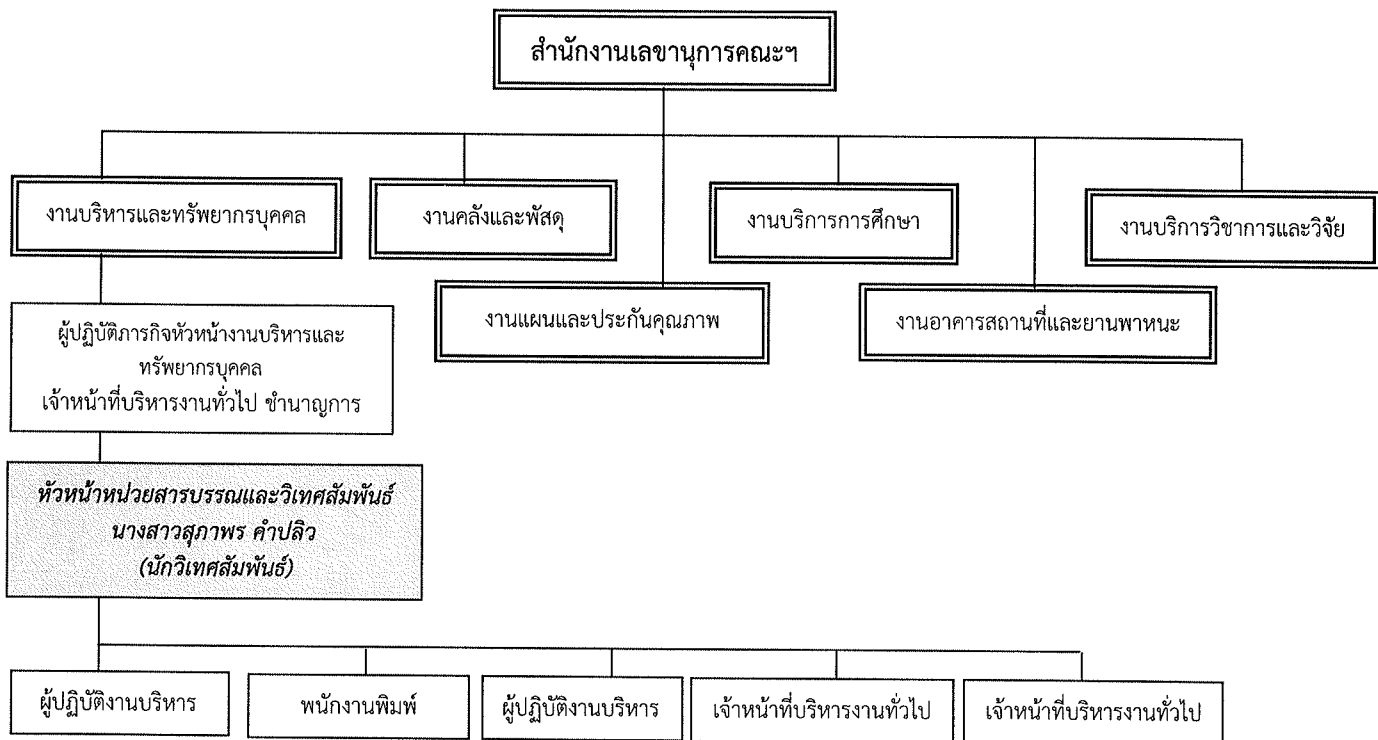 สำนักงานเลขานุการคณะฯ
งานบริหารและทรัพยากรบุคคล
งานคลังและพัสดุ
งานบริการการศึกษา
งานบริการวิชาการและวิจัย
งานแผนและประกันคุณภาพ
งานอาคารสถานที่และยานพาหนะ
ผู้ปฏิบัติภารกิจหัวหน้างานบริหารและ
ทรัพยากรบุคคล
เจ้าหน้าที่บริหารงานทั่วไป ชำนาญการ
หัวหน้าหน่วยสารบรรณและวิเทศสัมพันธ์
นางสาวสุภาพร คำปลิว
(นักวิเทศสัมพันธ์)
ผู้ปฏิบัติงานบริหาร
พนักงานพิมพ์
ผู้ปฏิบัติงานบริหาร
เจ้าหน้าที่บริหารงานทั่วไป
เจ้าหน้าที่บริหารงานทั่วไป